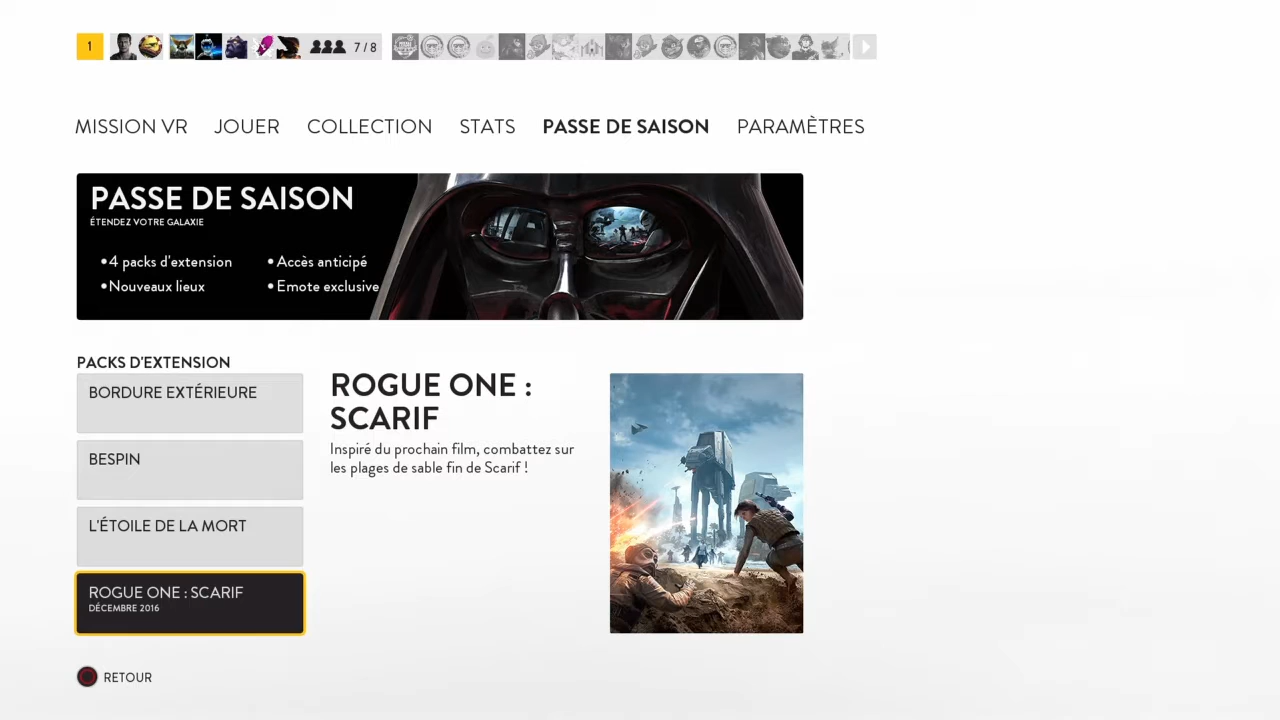 1
7 / 8
MISSION VR JOUER COLLECTION STATS PASSE DE SAISON PARAMÈTRES
PASSE DE SAISON
ÉTENDEZ VOTRE GALAXIE
• 4 packs d'extension • Accès anticipé
• Nouveaux lieux • Emote exclusive
PACKS D'EXTENSION
BORDURE EXTÉRIEURE
BESPIN
L'ÉTOILE DE LA MORT
ROGUE ONE : SCARIF
DÉCEMBRE 2016
ROGUE ONE :
SCARIF
Inspiré du prochain film, combattez sur
les plages de sable fin de Scarif !
RETOUR